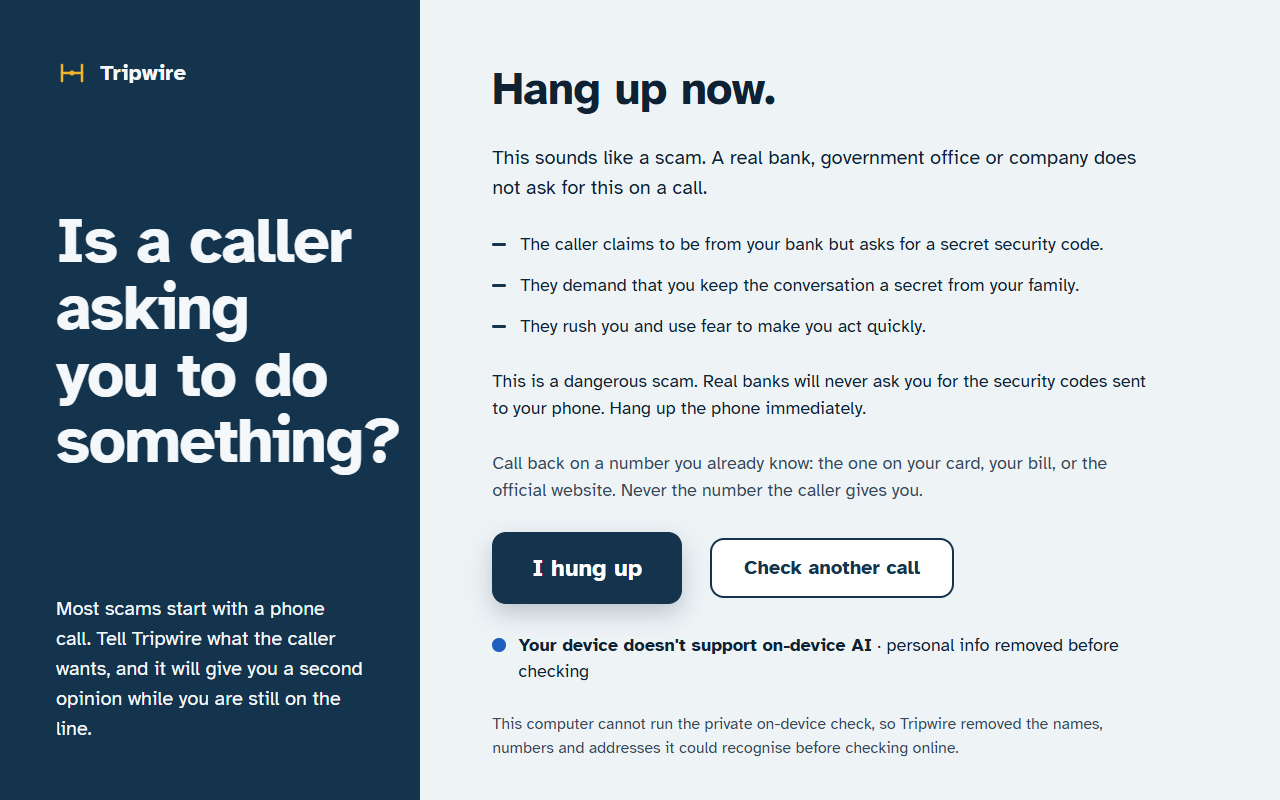 Tripwire
Is a caller
asking
you to do
something?
Most scams start with a phone
call. Tell Tripwire what the caller
wants, and it will give you a second
opinion while you are still on the
line.
Hang up now.
This sounds like a scam. A real bank, government office or company does
not ask for this on a call.
The caller claims to be from your bank but asks for a secret security code.
They demand that you keep the conversation a secret from your family.
They rush you and use fear to make you act quickly.
This is a dangerous scam. Real banks will never ask you for the security codes sent
to your phone. Hang up the phone immediately.
Call back on a number you already know: the one on your card, your bill, or the
official website. Never the number the caller gives you.
I hung up
Check another call
Your device doesn't support on-device AI · personal info removed before
checking
This computer cannot run the private on-device check, so Tripwire removed the names,
numbers and addresses it could recognise before checking online.